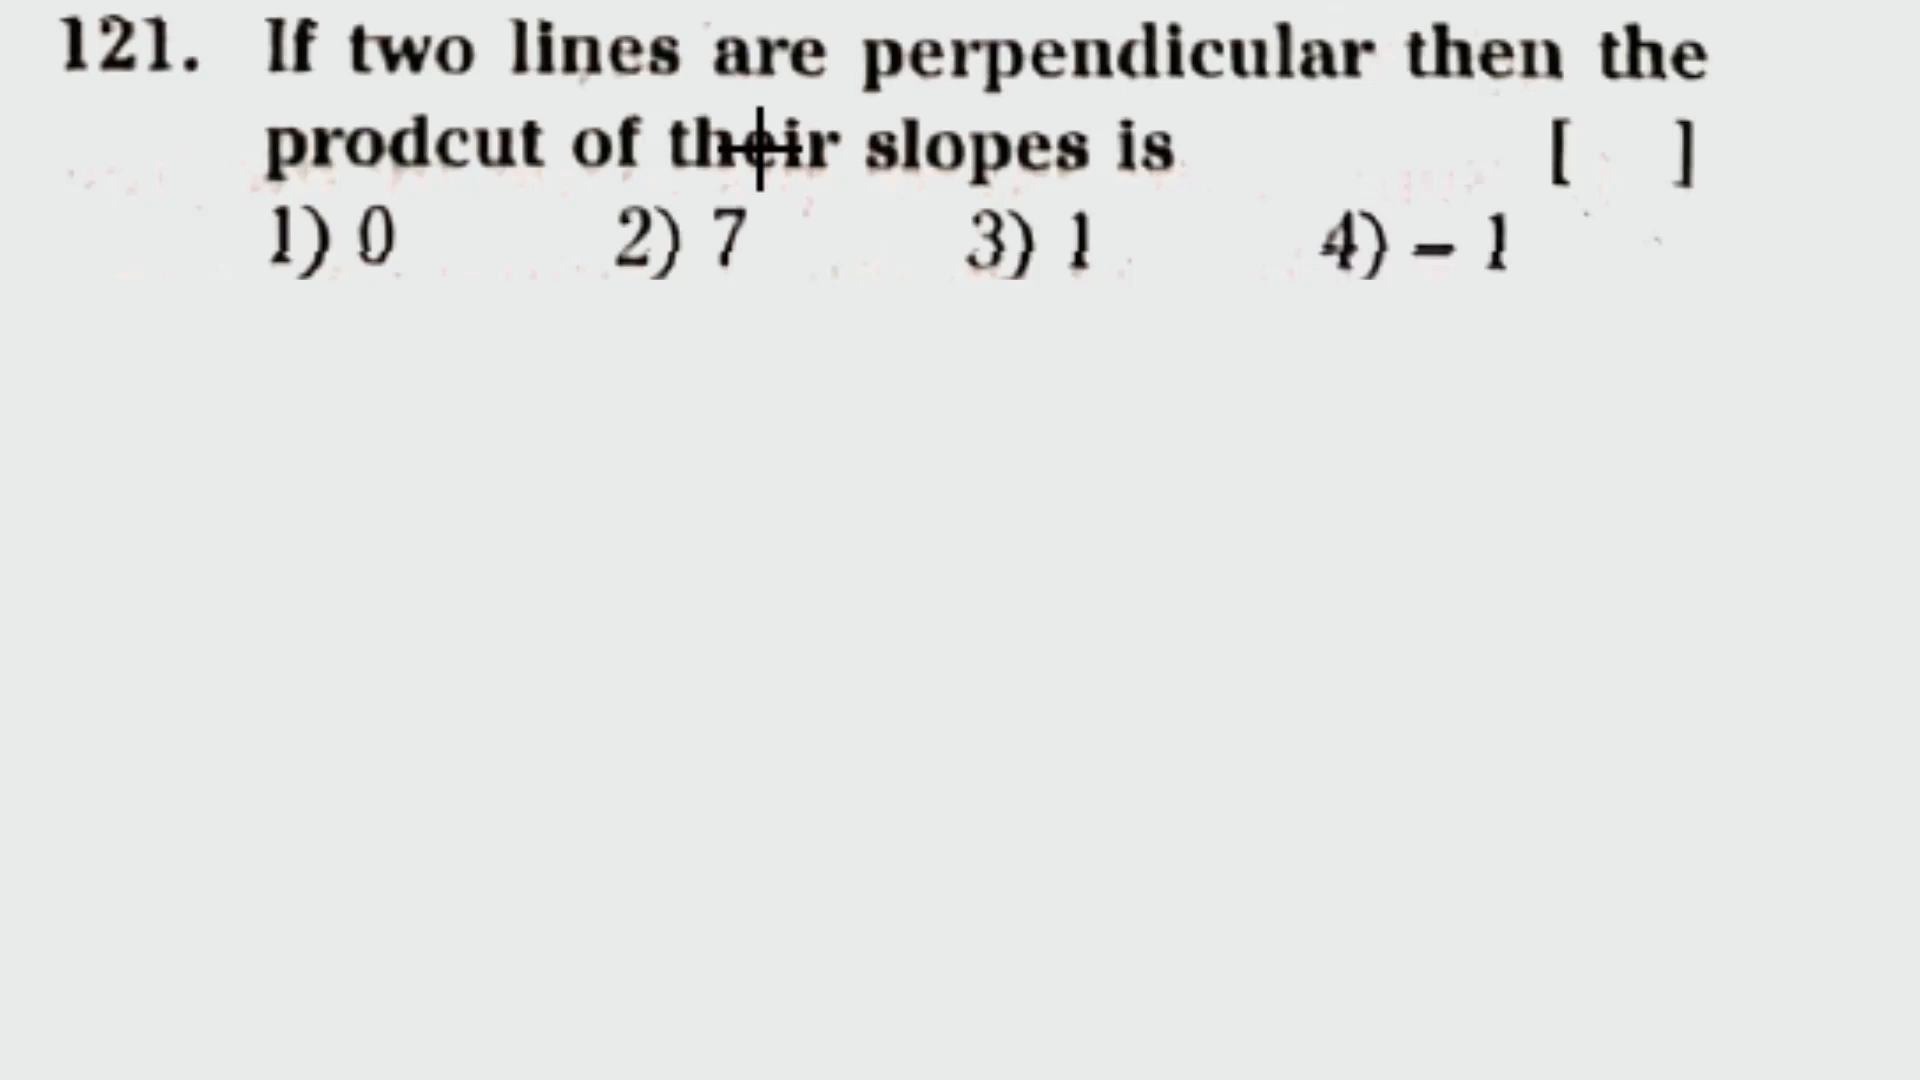 121. If two lines are perpendicular then the
prodcut of their slopes is [ ]
1) 0 2) 7 3) 1 4) – 1